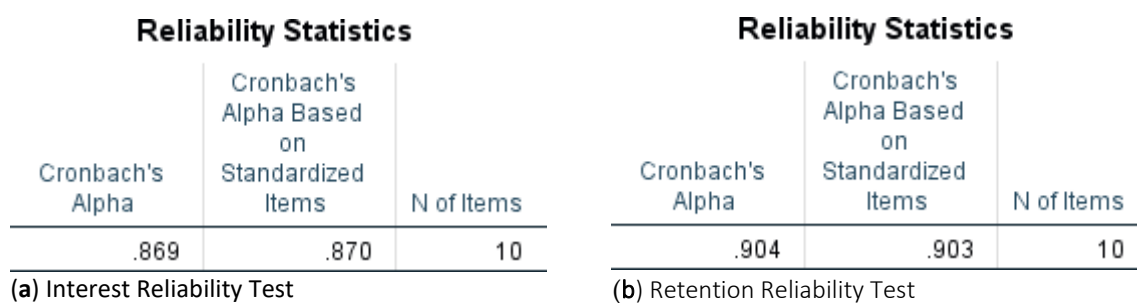 Reliability Statistics
Cronbach's
Alpha
Cronbach's
Alpha Based
on
Standardized
Items
N of Items
.869
.870
10
(a) Interest Reliability Test
Reliability Statistics
Cronbach's
Alpha
Cronbach's
Alpha Based
on
Standardized
Items
N of Items
.904
.903
10
(b) Retention Reliability Test